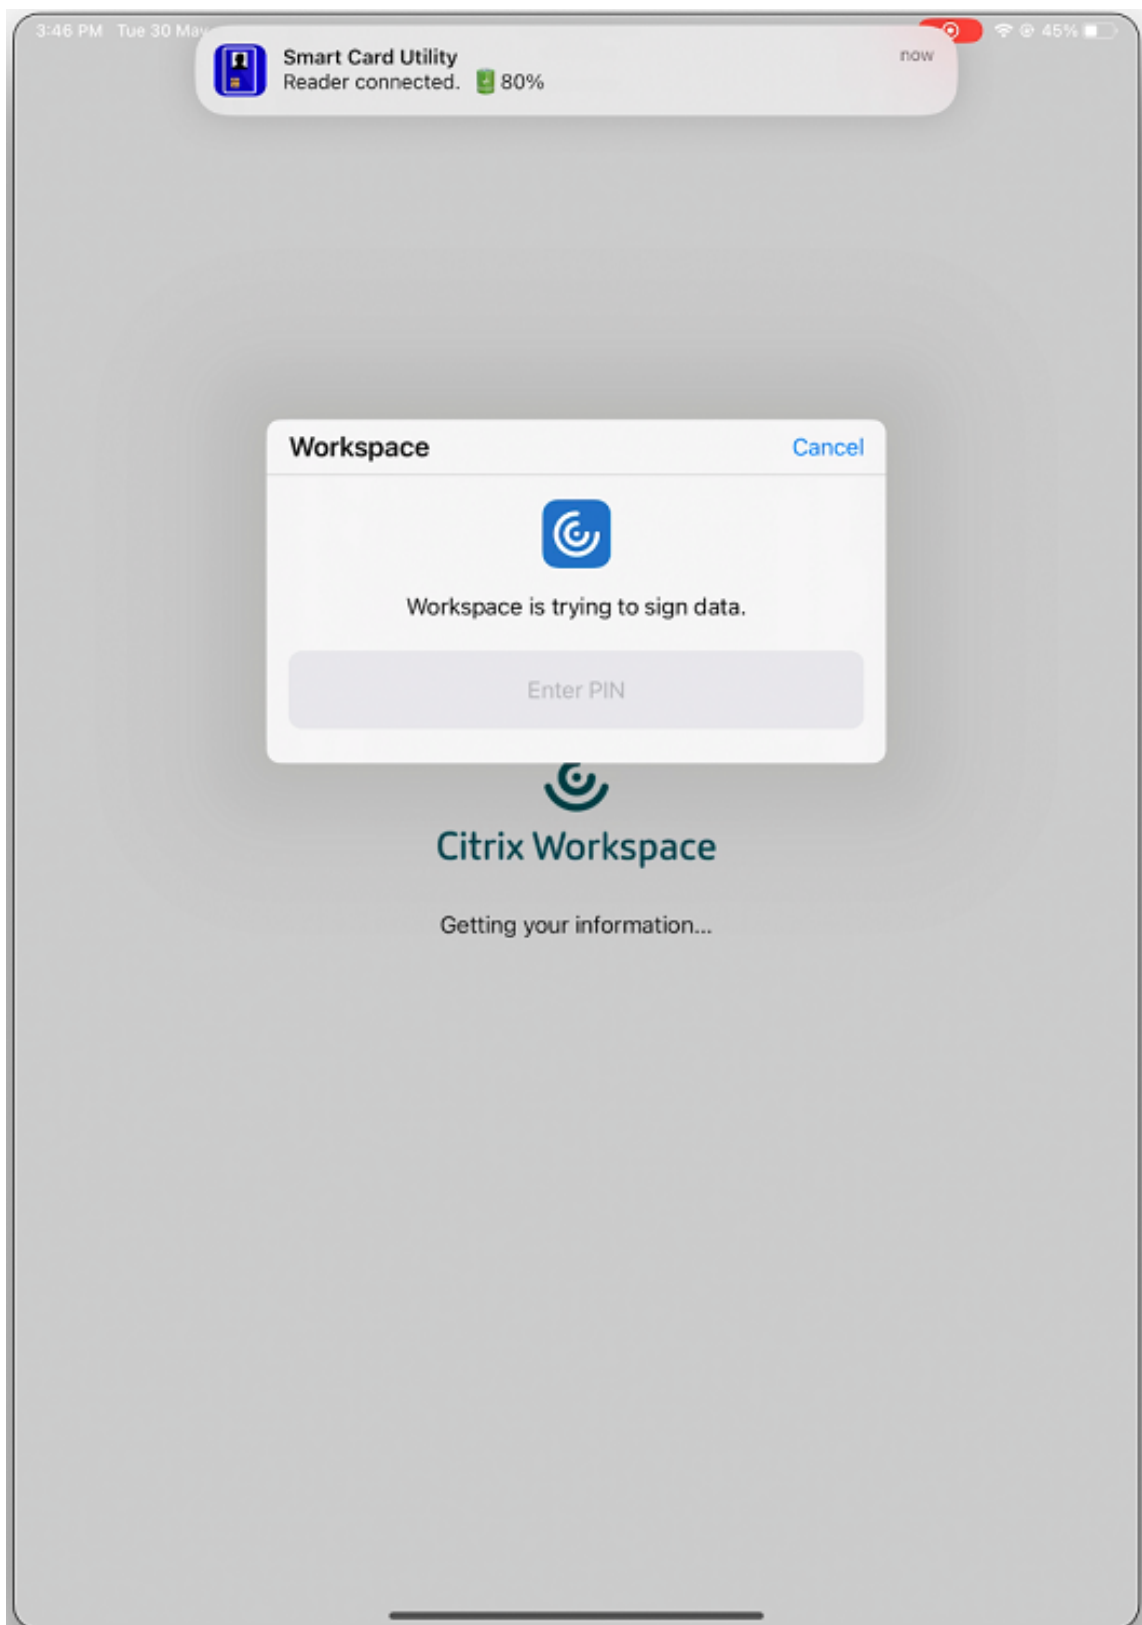 3:46 PM Tue 30 May
45%
Smart Card Utility
now
Reader connected. 80%
Workspace
Cancel
Workspace is trying to sign data.
Enter PIN
Citrix Workspace
Getting your information...